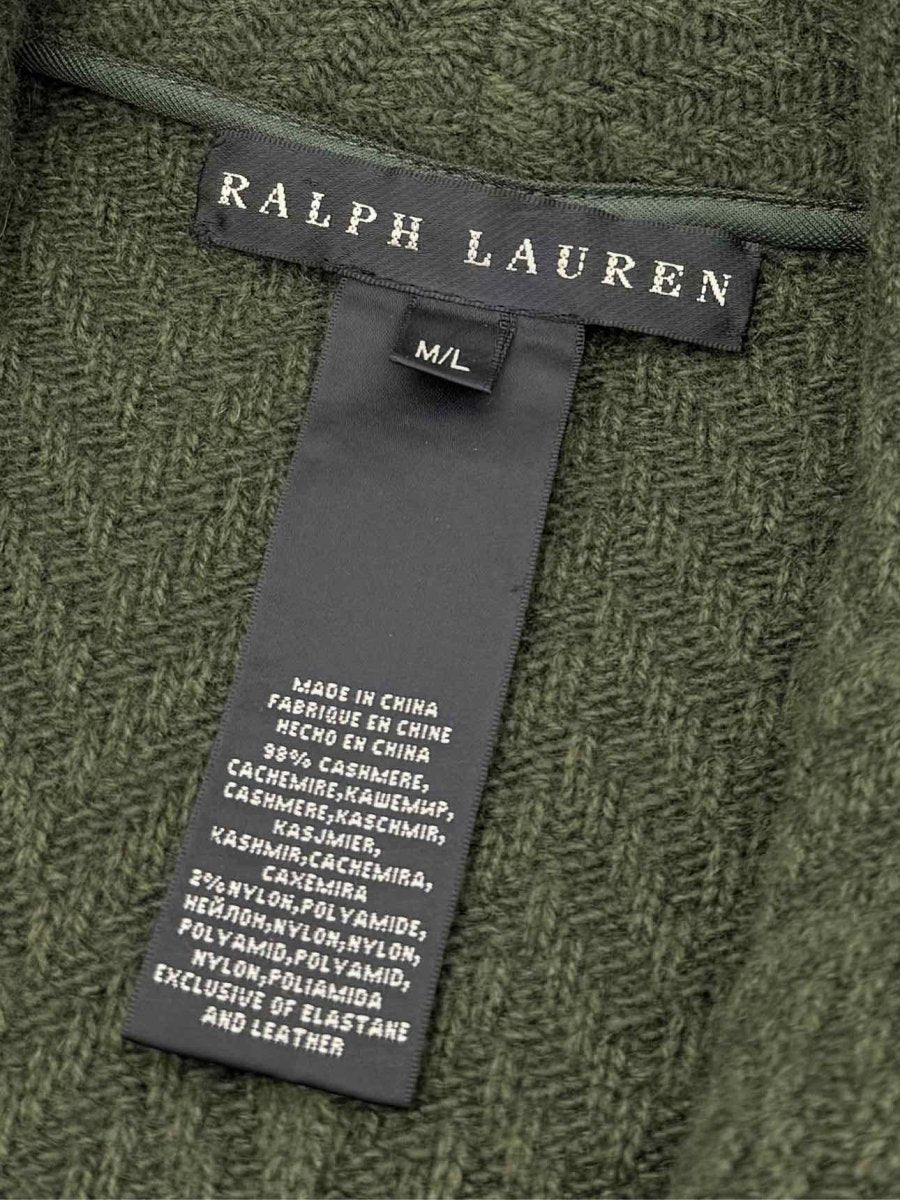 RALPH LAUREN
M/L
MADE IN CHINA
FABRIQUE EN CHINE
HECHO EN CHINA
98% CASHMERE,
CACHEMIRE,КАШЕМИР,
CASHMERE,KASCHMIR,
KASJMIER,
KASHMIR,CACHEMIRA,
CAXEMIRA
2%NYLON,POLYAMIDE,
НЕЙЛОН,NYLON,NYLON,
POLYAMID,POLYAMID,
NYLON,POLIAMIDA
EXCLUSIVE OF ELASTANE
AND LEATHER